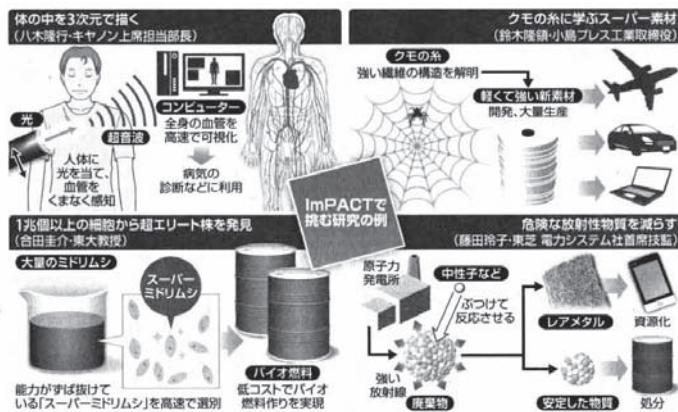 体の中を3次元で描く
(八木隆行・キヤノン上席担当部長)
光
超音波
人体に
光を当て、
血管を
くまなく感知
コンピューター
全身の血管を
高速で可視化
病気の
診断などに利用
クモの糸に学ぶスーパー素材
(鈴木隆領・小島プレス工業取締役)
クモの糸
強い繊維の構造を解明
軽くて強い新素材
開発、大量生産
ImPACTで
挑む研究の例
1兆個以上の細胞から超エリート株を発見
(合田圭介・東大教授)
大量のミドリムシ
スーパー
ミドリムシ
能力がずば抜けて
いる「スーパーミドリムシ」を高速で選別
バイオ燃料
低コストでバイオ
燃料作りを実現
危険な放射性物質を減らす
(藤田玲子・東芝 電力システム社首席技監)
原子力
発電所
中性子など
ぶつけて
反応させる
強い
放射線
廃棄物
レアメタル
資源化
安定した物質
処分